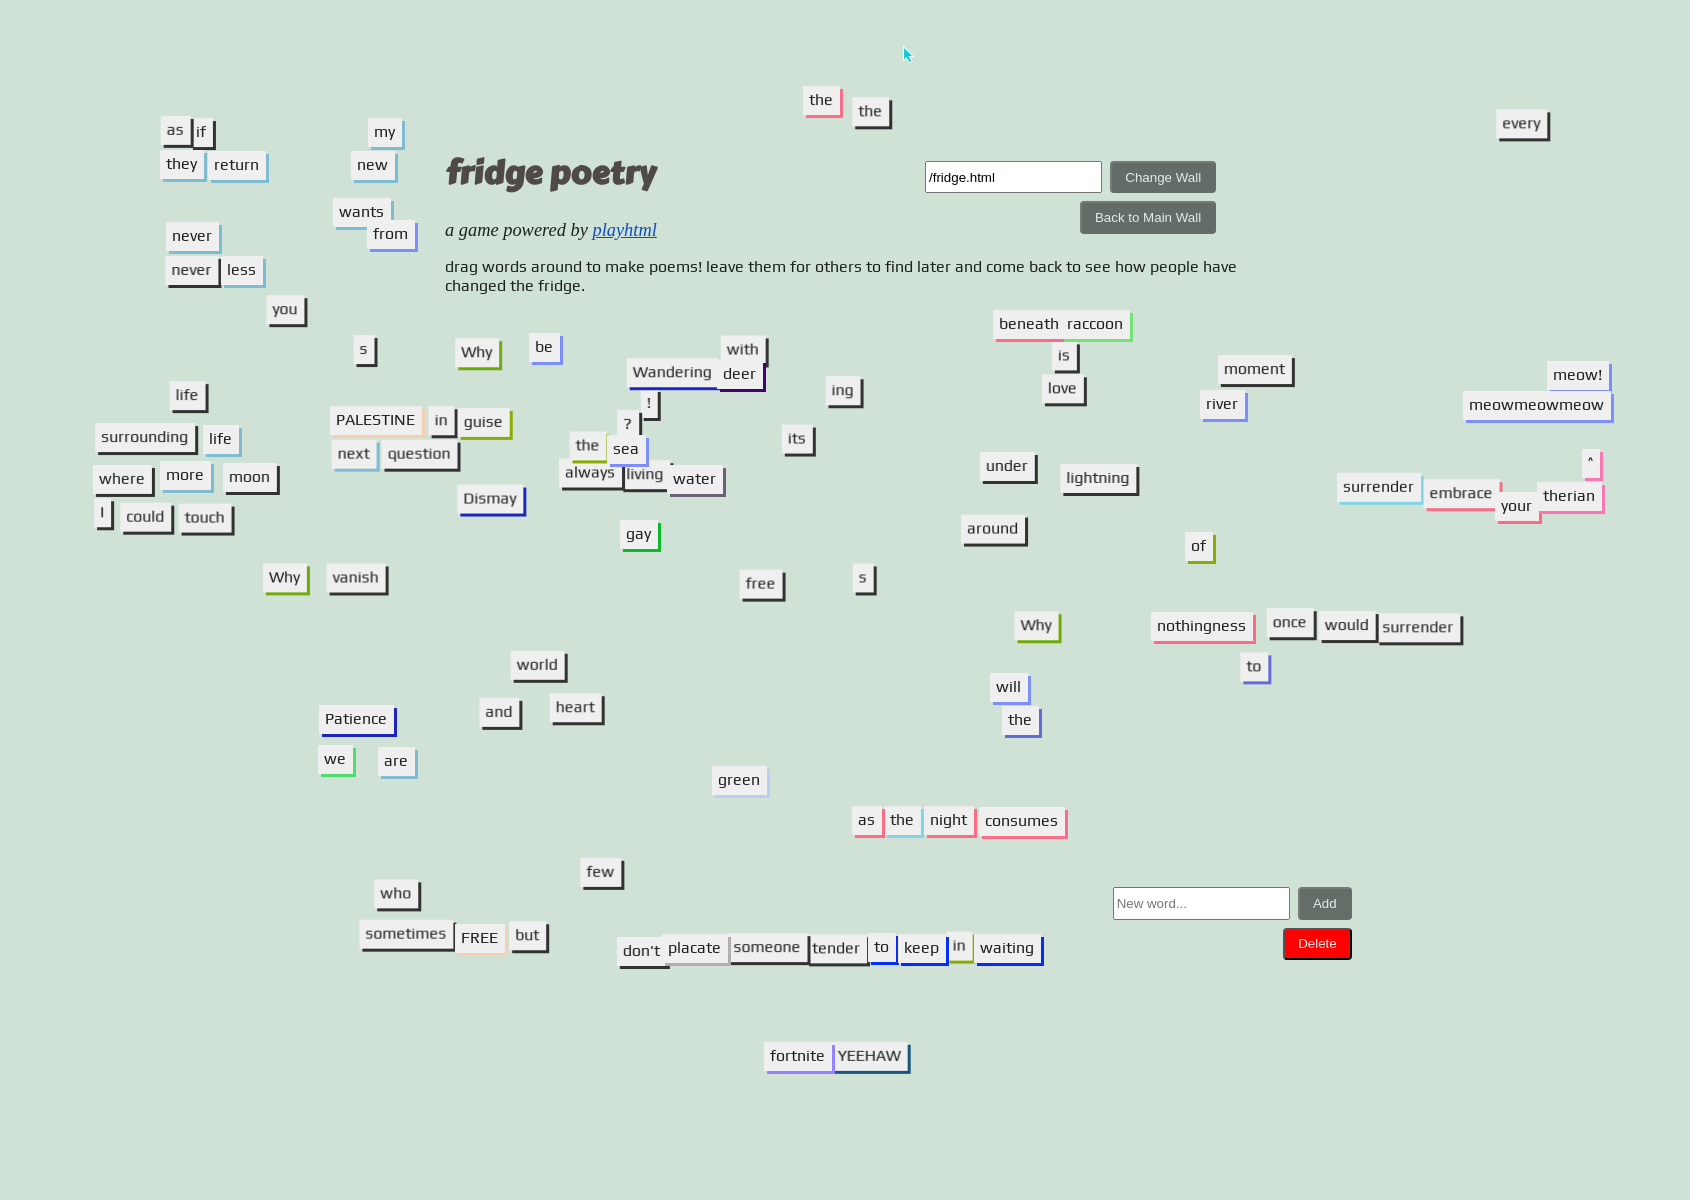 the
the
every
as if
they return
my
new
fridge poetry
/fridge.html
Change Wall
Back to Main Wall
wants
from
a game powered by playhtml
never
never less
drag words around to make poems! leave them for others to find later and come back to see how people have
changed the fridge.
you
s
Why
be
with
Wandering deer
!
?
ing
its
beneath raccoon
is
love
moment
river
meow!
meowmeowmeow
life
surrounding life
where more moon
I could touch
PALESTINE in guise
next question
the sea
always living water
Dismay
gay
under
lightning
around
of
^
surrender embrace your therian
Why vanish
free
s
Why
nothingness once would surrender
to
world
and heart
will
the
Patience
we are
green
as the night consumes
few
who
sometimes FREE but
New word...
Add
Delete
don't placate someone tender to keep in waiting
fortnite YEEHAW